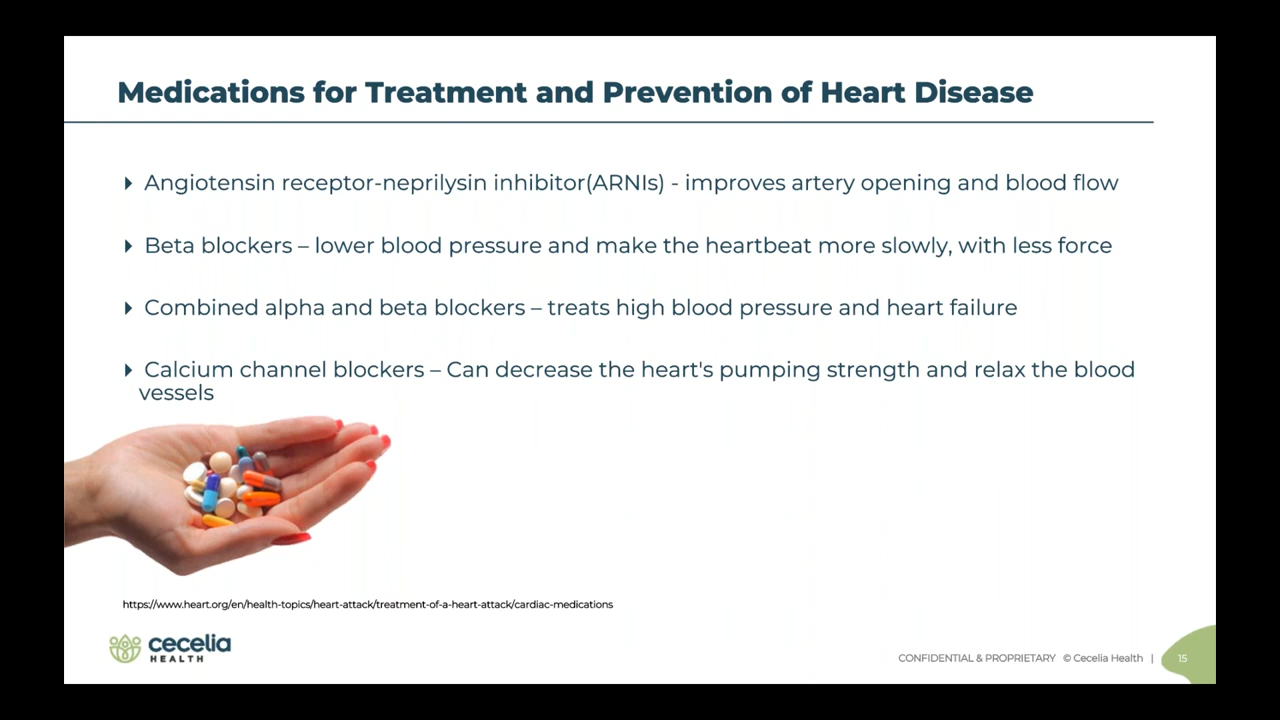 Medications for Treatment and Prevention of Heart Disease
Angiotensin receptor-neprilysin inhibitor(ARNIs) - improves artery opening and blood flow
Beta blockers – lower blood pressure and make the heartbeat more slowly, with less force
Combined alpha and beta blockers – treats high blood pressure and heart failure
Calcium channel blockers – Can decrease the heart's pumping strength and relax the blood
vessels
https://www.heart.org/en/health-topics/heart-attack/treatment-of-a-heart-attack/cardiac-medications
cecelia
HEALTH
CONFIDENTIAL & PROPRIETARY © Cecelia Health | 15